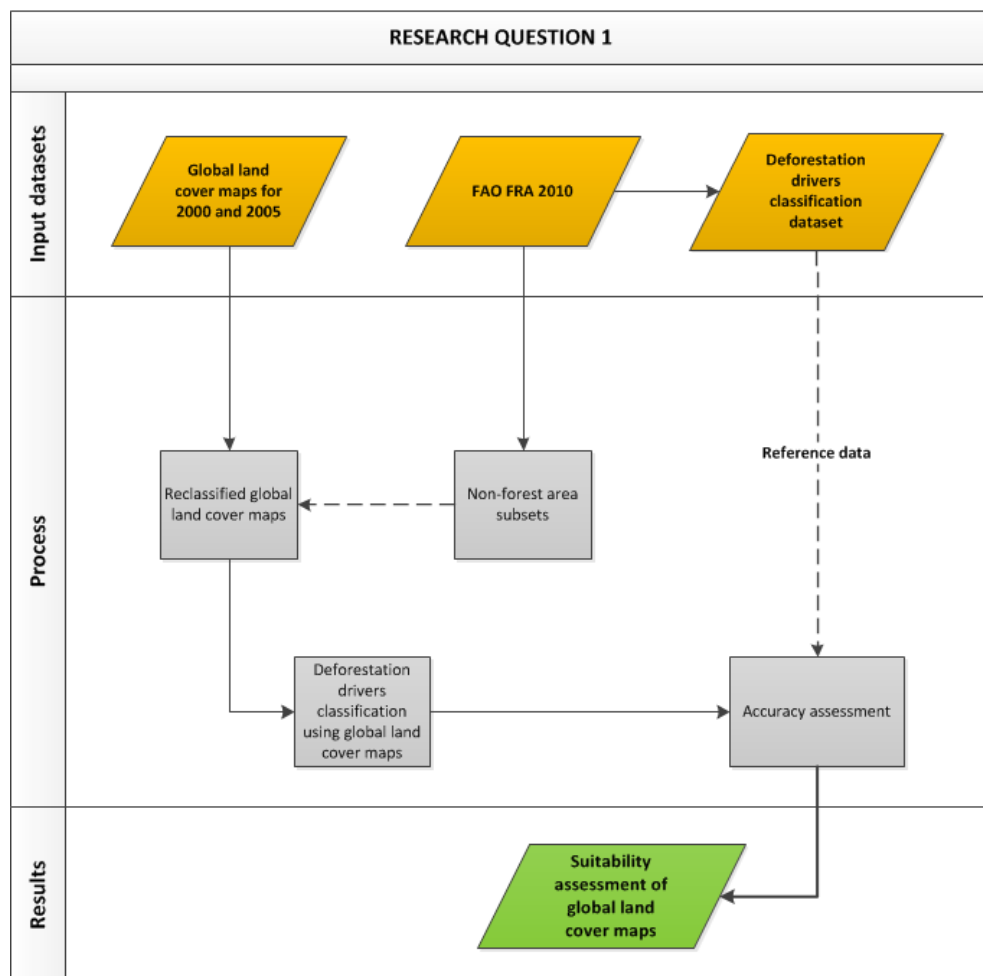 RESEARCH QUESTION 1
Input datasets
Global land
cover maps for
2000 and 2005
FAO FRA 2010
Deforestation
drivers
classification
dataset
Process
Reference data
Reclassified global
land cover maps
Non-forest area
subsets
Deforestation
drivers
classification
using global land
cover maps
Accuracy assessment
Results
Suitability
assessment of
global land
cover maps